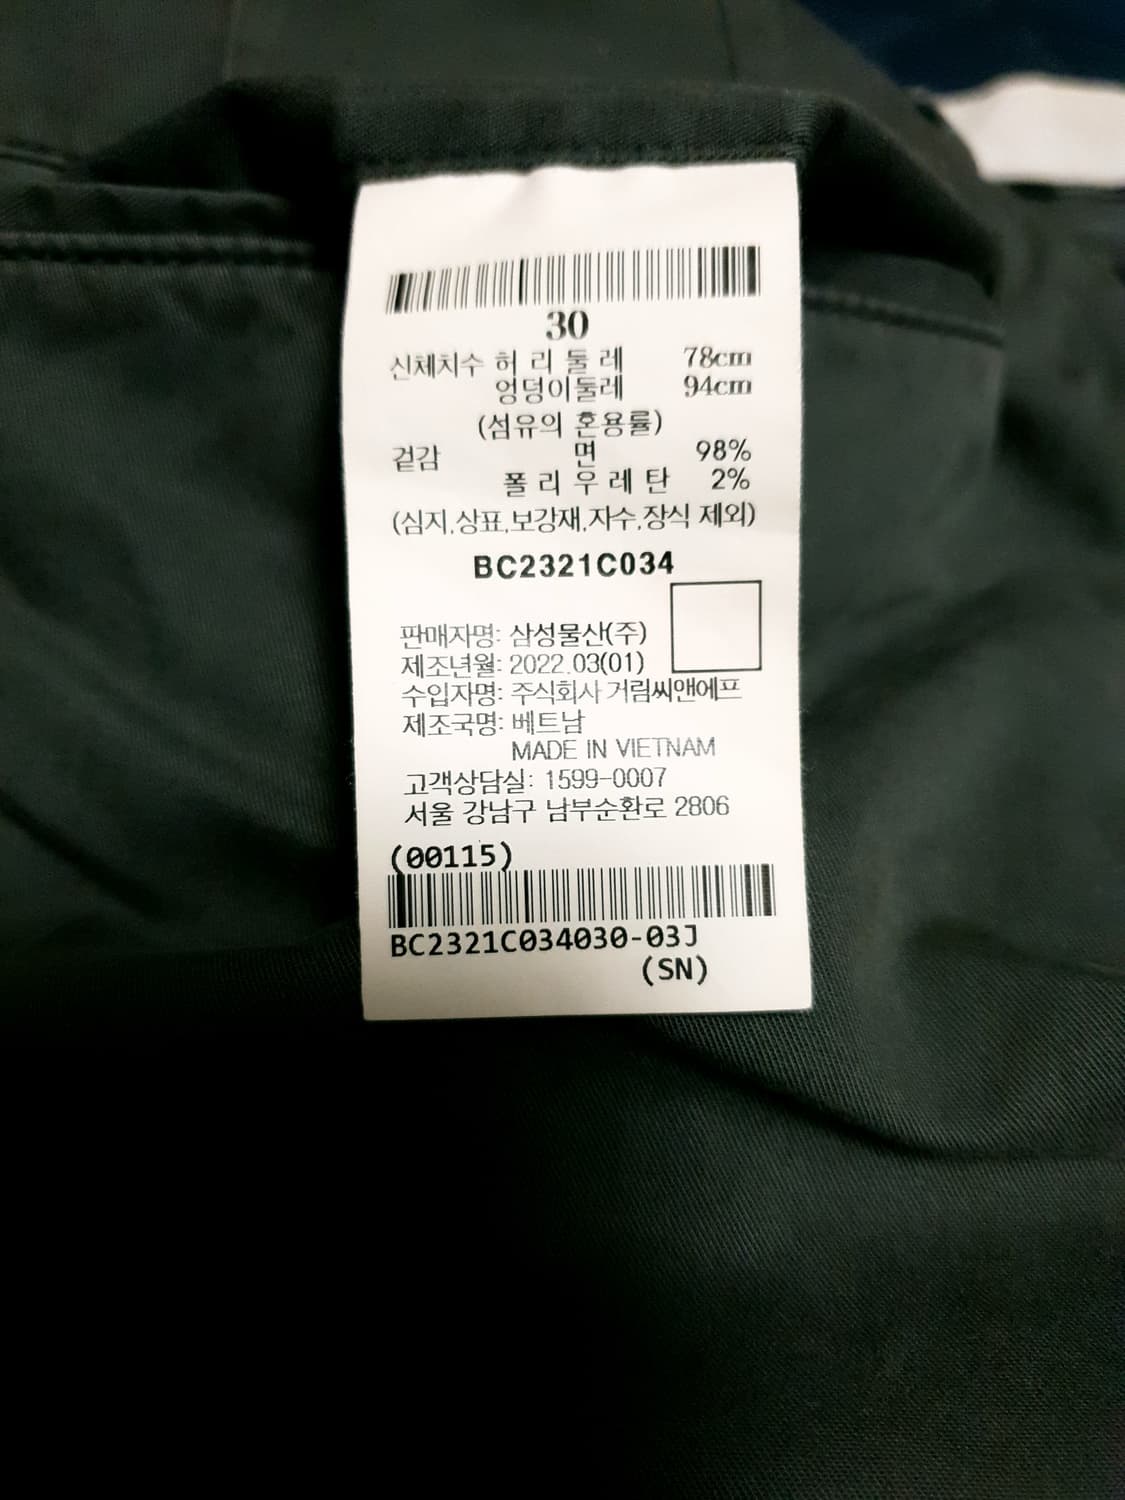 30
신체치수 허 리 둘 레 78cm
엉덩이둘레 94cm
(섬유의 혼용률)
겉감 면 98%
폴 리 우 레 탄 2%
(심지,상표,보강재,자수,장식 제외)
BC2321C034
판매자명: 삼성물산(주)
제조년월: 2022.03(01)
수입자명: 주식회사 거림씨앤에프
제조국명: 베트남
MADE IN VIETNAM
고객상담실: 1599-0007
서울 강남구 남부순환로 2806
(00115)
BC2321C034030-03J
(SN)